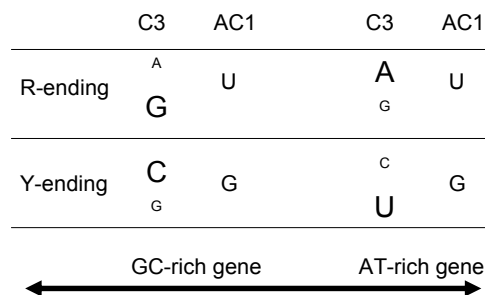 C3 AC1 C3 AC1
A
R-ending U A U
G G
C C
Y-ending G G
G U
GC-rich gene AT-rich gene